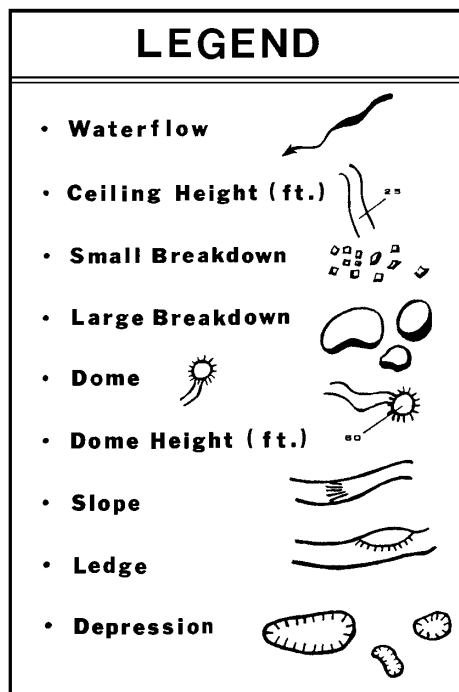 LEGEND
• Waterflow
• Ceiling Height (ft.) 25
• Small Breakdown
• Large Breakdown
• Dome
• Dome Height (ft.) 60
• Slope
• Ledge
• Depression